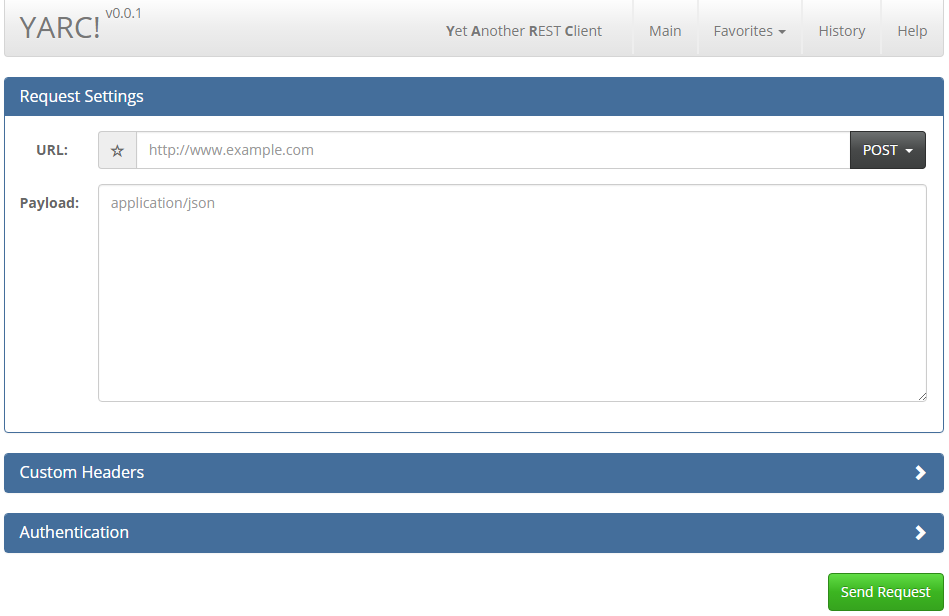 YARC! v0.0.1
Yet Another REST Client Main Favorites History Help
Request Settings
URL: http://www.example.com POST
Payload: application/json
Custom Headers
Authentication
Send Request